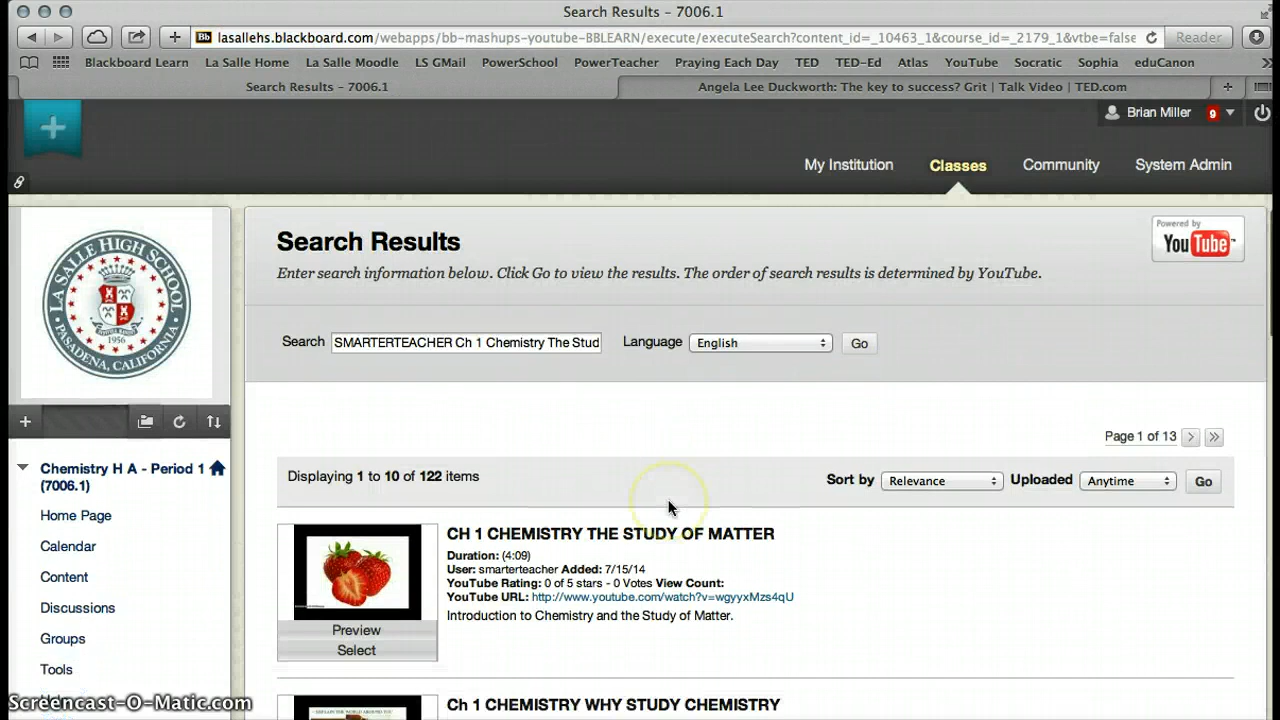 Search Results – 7006.1
Bb lasallehs.blackboard.com/webapps/bb-mashups-youtube-BBLEARN/execute/executeSearch?content_id=_10463_1&course_id=_2179_1&vtbe=false Reader
Blackboard Learn La Salle Home La Salle Moodle LS GMail PowerSchool PowerTeacher Praying Each Day TED TED-Ed Atlas YouTube Socratic Sophia eduCanon
Search Results – 7006.1 Angela Lee Duckworth: The key to success? Grit | Talk Video | TED.com
Brian Miller 9
My Institution Classes Community System Admin
LA SALLE HIGH SCHOOL
1956
PASADENA, CALIFORNIA
Search Results
Powered by
YouTube
Enter search information below. Click Go to view the results. The order of search results is determined by YouTube.
Search SMARTERTEACHER Ch 1 Chemistry The Stud Language English Go
Page 1 of 13
Displaying 1 to 10 of 122 items Sort by Relevance Uploaded Anytime Go
Chemistry H A - Period 1
(7006.1)
Home Page
Calendar
Content
Discussions
Groups
Tools
CH 1 CHEMISTRY THE STUDY OF MATTER
Duration: (4:09)
User: smarterteacher Added: 7/15/14
YouTube Rating: 0 of 5 stars - 0 Votes View Count:
YouTube URL: http://www.youtube.com/watch?v=wgyyxMzs4qU
Introduction to Chemistry and the Study of Matter.
Preview
Select
Ch 1 CHEMISTRY WHY STUDY CHEMISTRY
Screencast-O-Matic.com